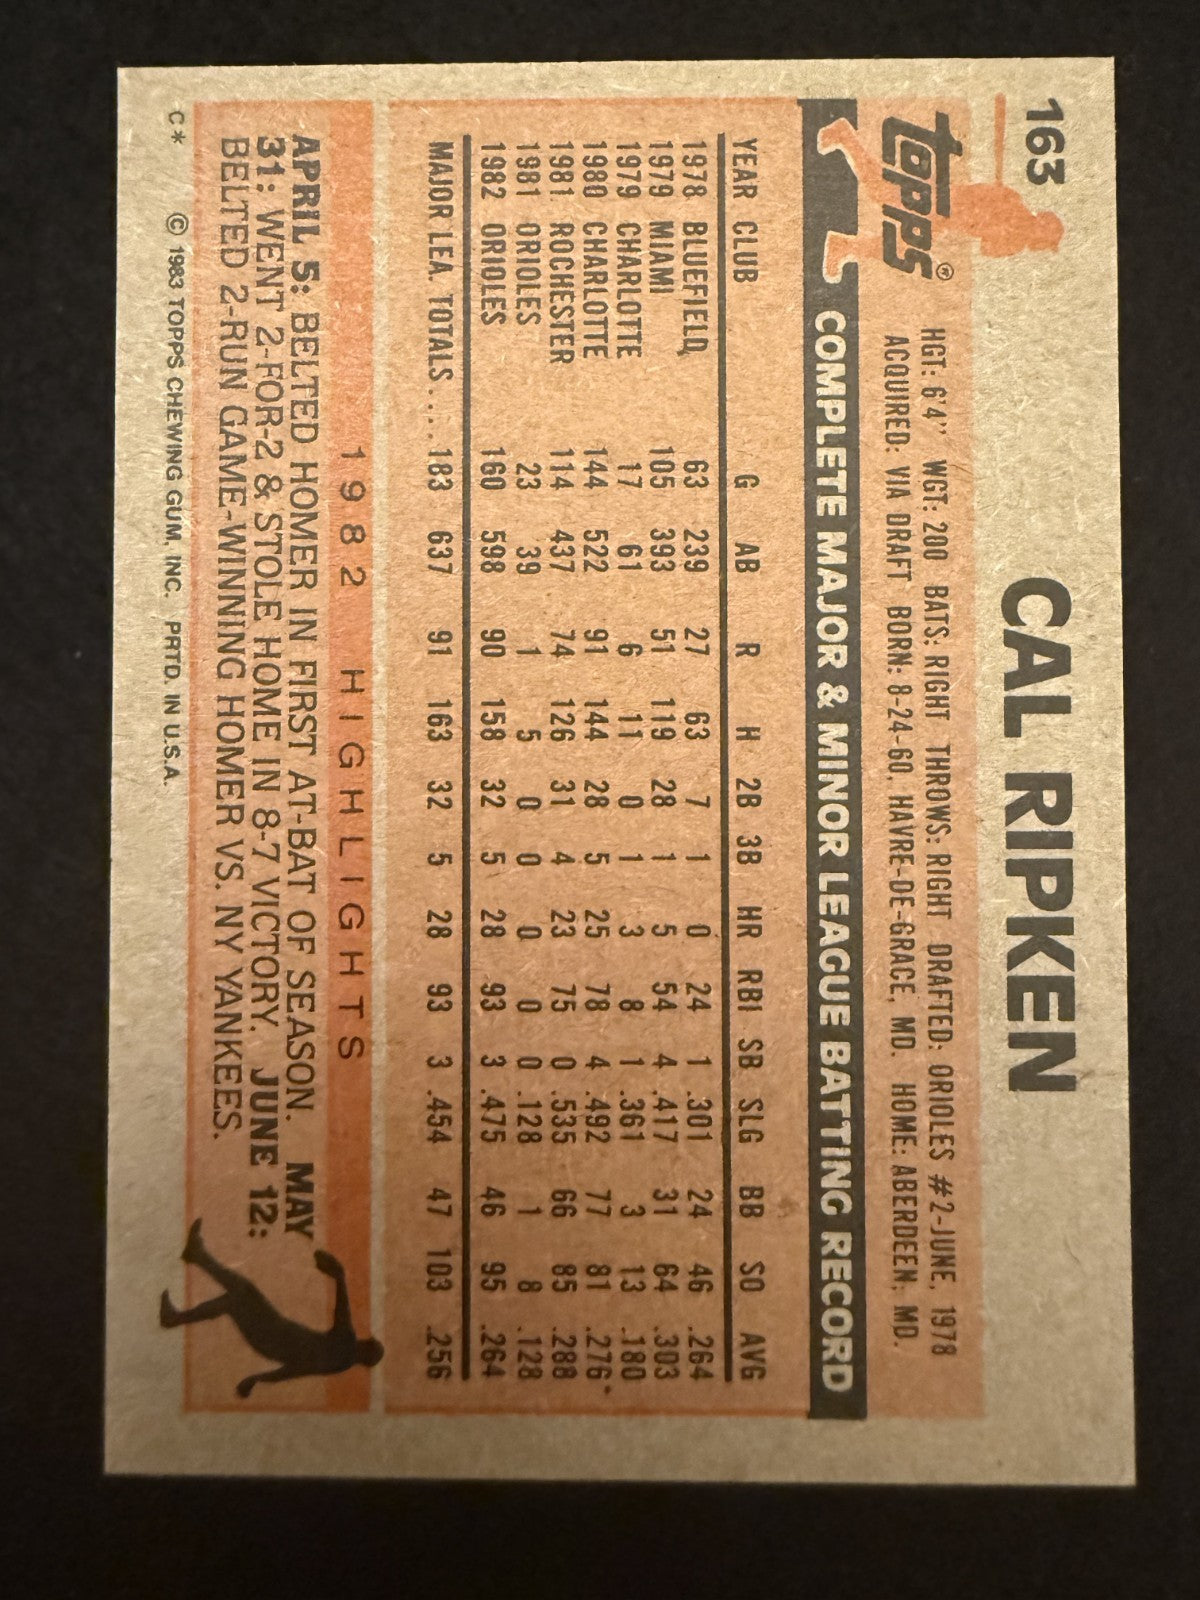 163
CAL RIPKEN
Topps®
HGT: 6'4" WGT: 200 BATS: RIGHT THROWS: RIGHT DRAFTED: ORIOLES #2-JUNE, 1978
ACQUIRED: VIA DRAFT BORN: 8-24-60, HAVRE-DE-GRACE, MD. HOME: ABERDEEN, MD.
COMPLETE MAJOR & MINOR LEAGUE BATTING RECORD
YEAR CLUB G AB R H 2B 3B HR RBI SB SLG BB SO AVG
1978 BLUEFIELD 63 239 27 63 7 1 0 24 1 .301 24 46 .264
1979 MIAMI 105 393 51 119 28 1 5 54 4 .417 31 64 .303
1979 CHARLOTTE 17 61 6 11 0 1 3 8 1 .361 3 13 .180
1980 CHARLOTTE 144 522 91 144 28 5 25 78 4 .492 77 81 .276
1981 ROCHESTER 114 437 74 126 31 4 23 75 0 .535 66 85 .288
1981 ORIOLES 23 39 1 5 0 0 0 0 0 .128 1 8 .128
1982 ORIOLES 160 598 90 158 32 5 28 93 3 .475 46 95 .264
MAJOR LEA. TOTALS.... 183 637 91 163 32 5 28 93 3 .454 47 103 .256
1982 HIGHLIGHTS
APRIL 5: BELTED HOMER IN FIRST AT-BAT OF SEASON. MAY
31: WENT 2-FOR-2 & STOLE HOME IN 8-7 VICTORY. JUNE 12:
BELTED 2-RUN GAME-WINNING HOMER VS. NY YANKEES.
C* © 1983 TOPPS CHEWING GUM, INC. PRTD. IN U.S.A.